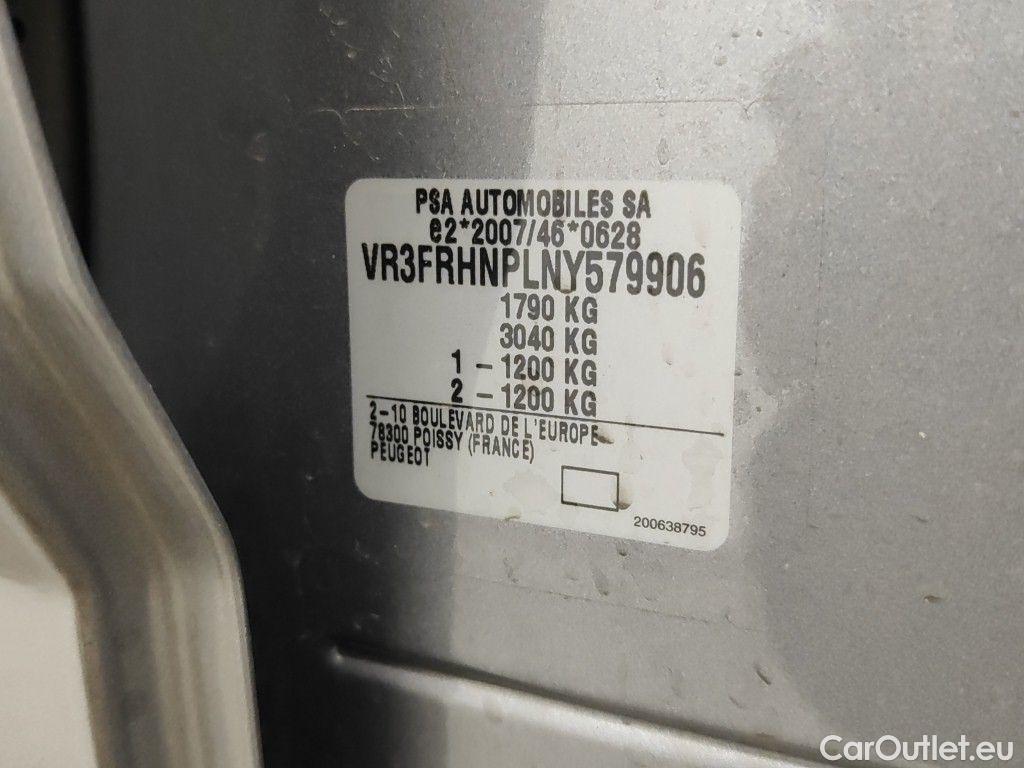 PSA AUTOMOBILES SA
e2*2007/46*0628
VR3FRHNPLNY579906
1790 KG
3040 KG
1 - 1200 KG
2 - 1200 KG
2-10 BOULEVARD DE L'EUROPE
78300 POISSY (FRANCE)
PEUGEOT
200638795
CarOutlet.eu